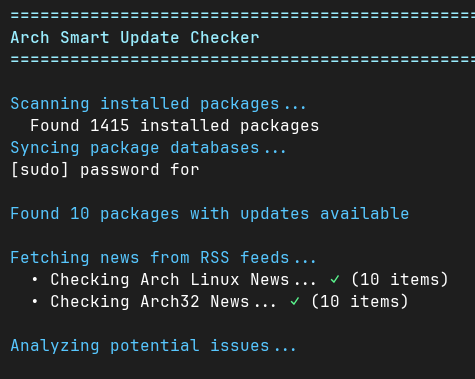 ===============================================
Arch Smart Update Checker
===============================================
Scanning installed packages...
Found 1415 installed packages
Syncing package databases...
[sudo] password for
Found 10 packages with updates available
Fetching news from RSS feeds...
• Checking Arch Linux News... ✓ (10 items)
• Checking Arch32 News... ✓ (10 items)
Analyzing potential issues...